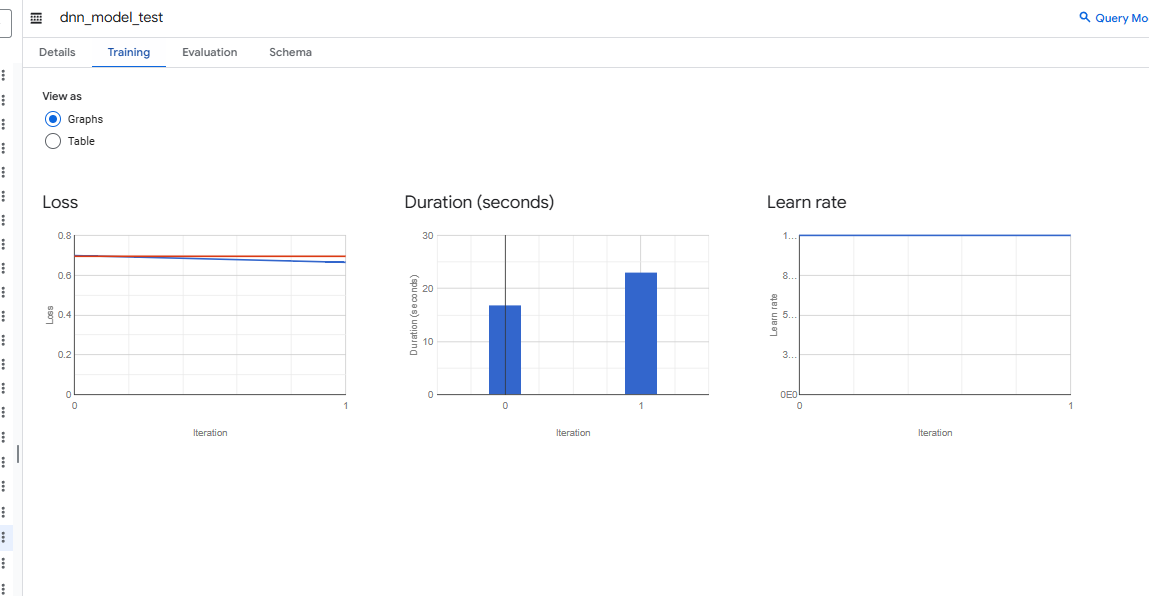 dnn_model_test
Query Mo
Details Training Evaluation Schema
View as
Graphs
Table
Loss
0.8
0.6
0.4
0.2
0
Loss
0 1
Iteration
Duration (seconds)
30
20
10
0
Duration (seconds)
0 1
Iteration
Learn rate
1...
8...
5...
3...
0E0
Learn rate
0 1
Iteration